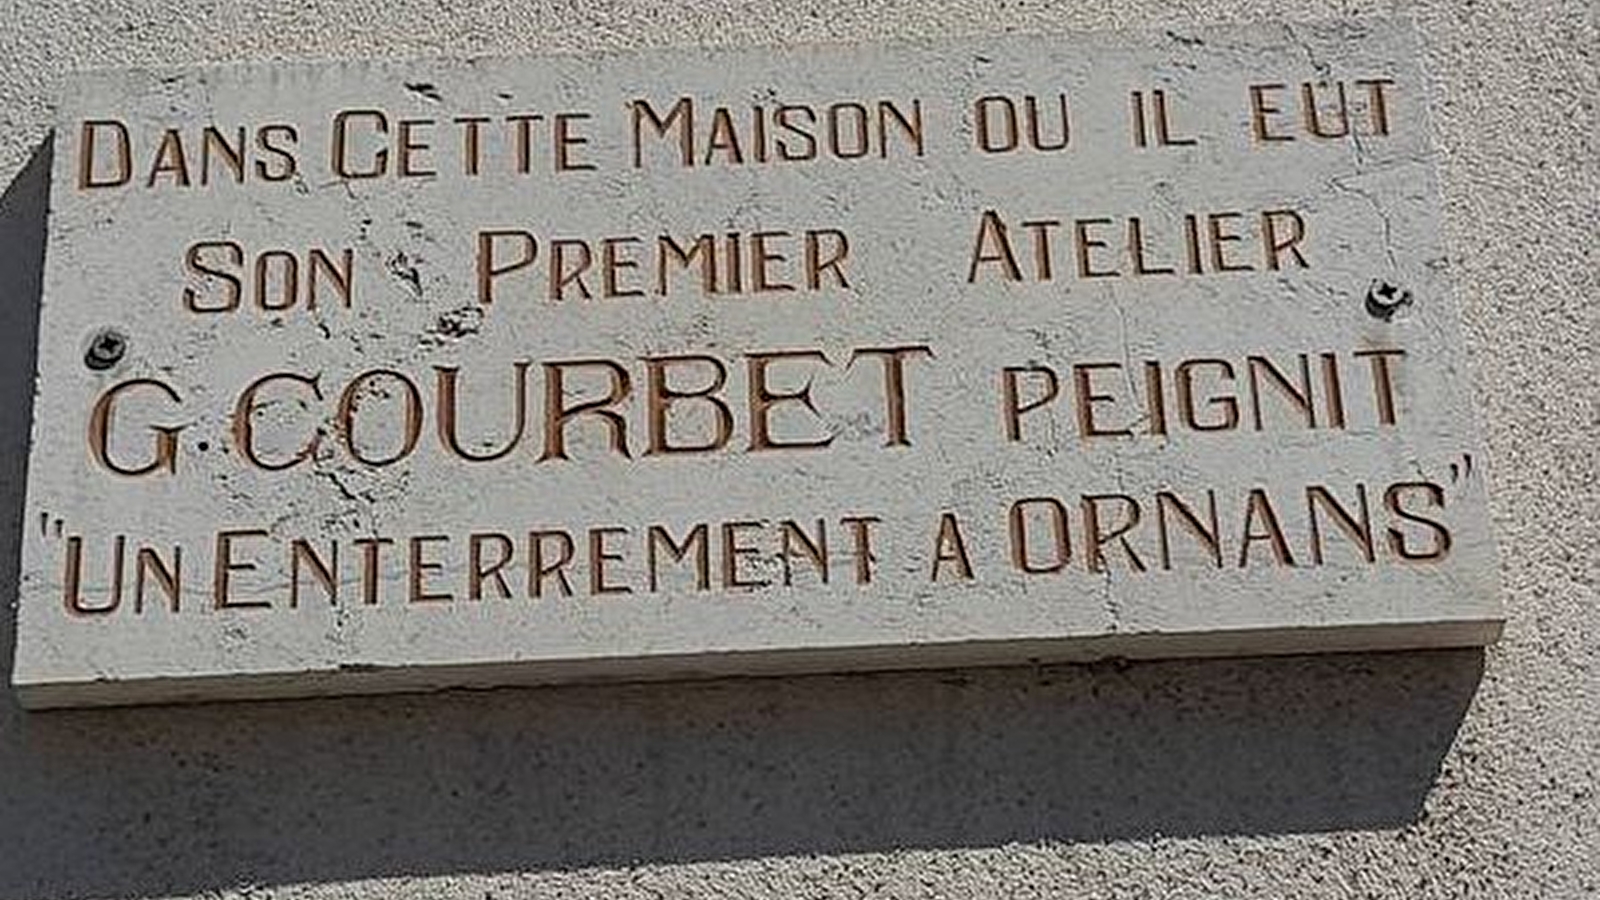 DANS CETTE MAISON OU IL EUT
SON PREMIER ATELIER
G. COURBET PEIGNIT
"UN ENTERREMENT A ORNANS"